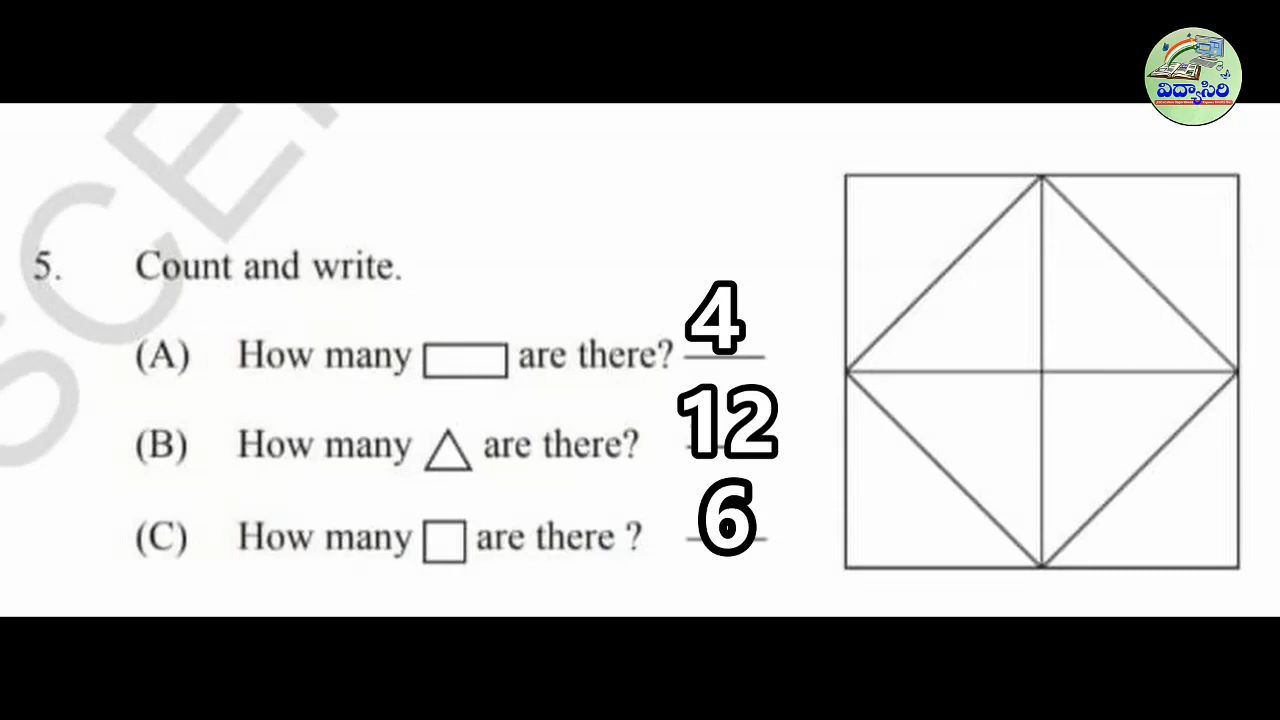 విద్యాసిరి
SCER
5. Count and write.
(A) How many are there? 4
(B) How many are there? 12
(C) How many are there ? 6